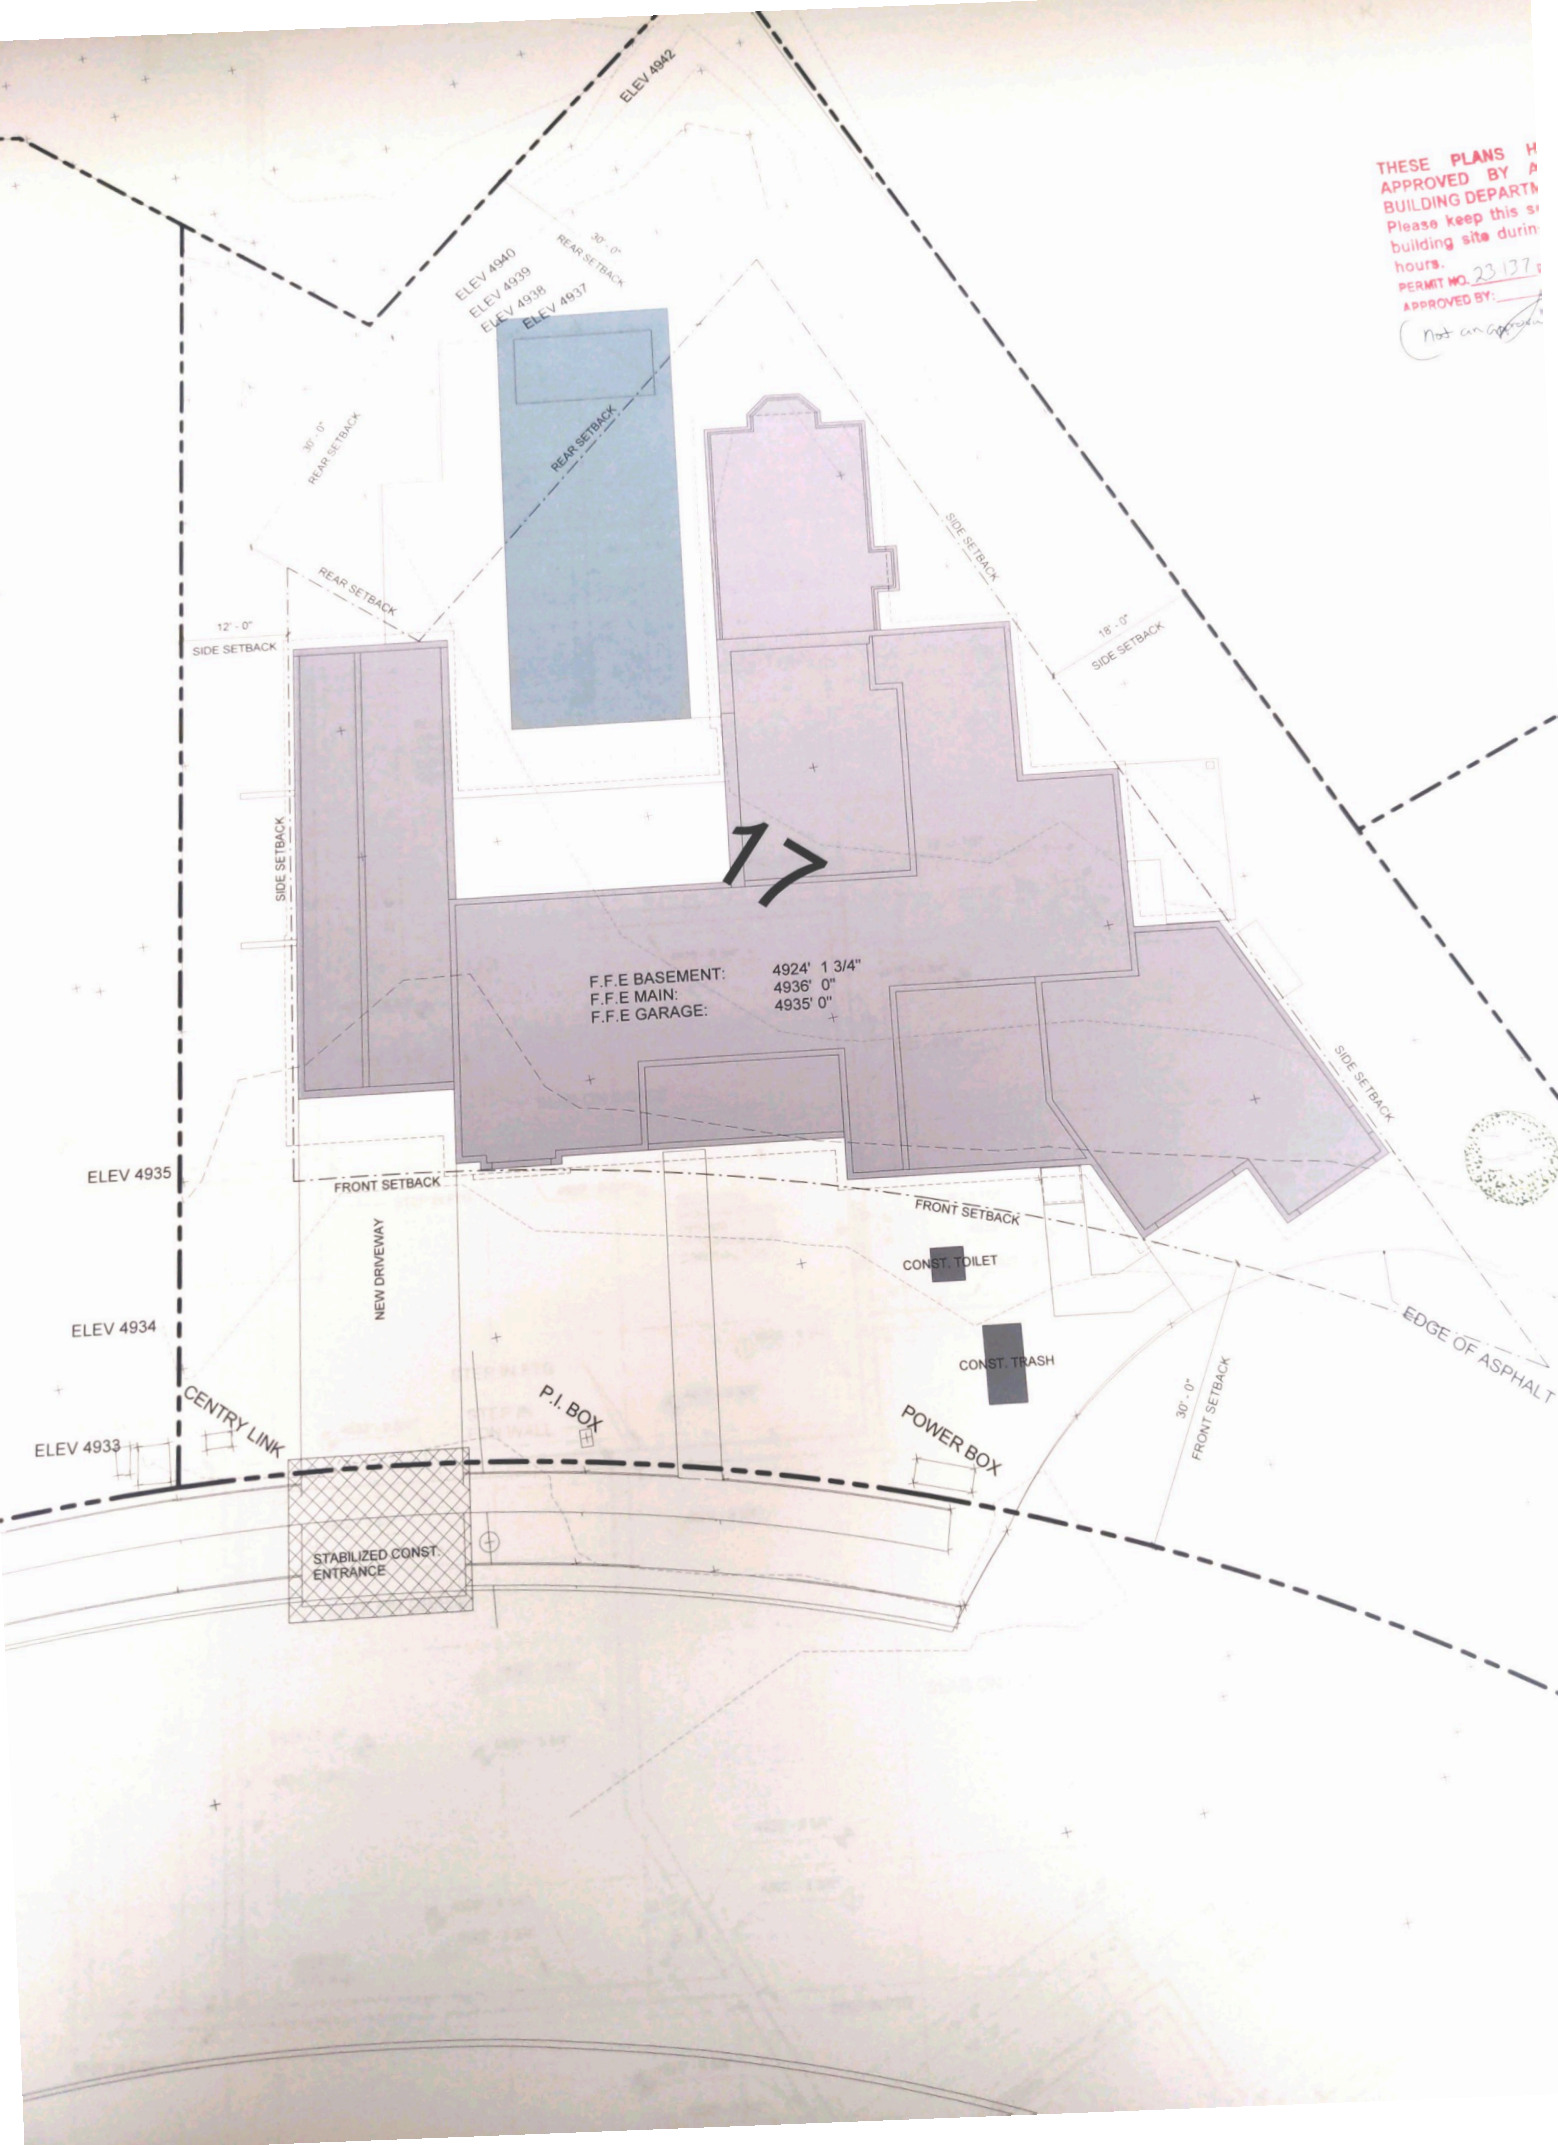 ELEV 4942
THESE PLANS
APPROVED BY
BUILDING
Please keep this
building site
hours.
PERMIT NO. 23-137
APPROVED BY:
(not an
ELEV 4940
ELEV 4939
ELEV 4938
ELEV 4937
30' - 0"
REAR SETBACK
30' - 0"
REAR SETBACK
REAR SETBACK
REAR SETBACK
SIDE SETBACK
12' - 0"
SIDE SETBACK
18' - 0"
SIDE SETBACK
SIDE SETBACK
17
F.F.E BASEMENT: 4924' 1 3/4"
F.F.E MAIN: 4936' 0"
F.F.E GARAGE: 4935' 0"
SIDE SETBACK
ELEV 4935
FRONT SETBACK
FRONT SETBACK
NEW DRIVEWAY
CONST. TOILET
ELEV 4934
CONST. TRASH
EDGE OF ASPHALT
30' - 0"
FRONT SETBACK
CENTRY LINK
P.I. BOX
POWER BOX
ELEV 4933
STABILIZED CONST.
ENTRANCE